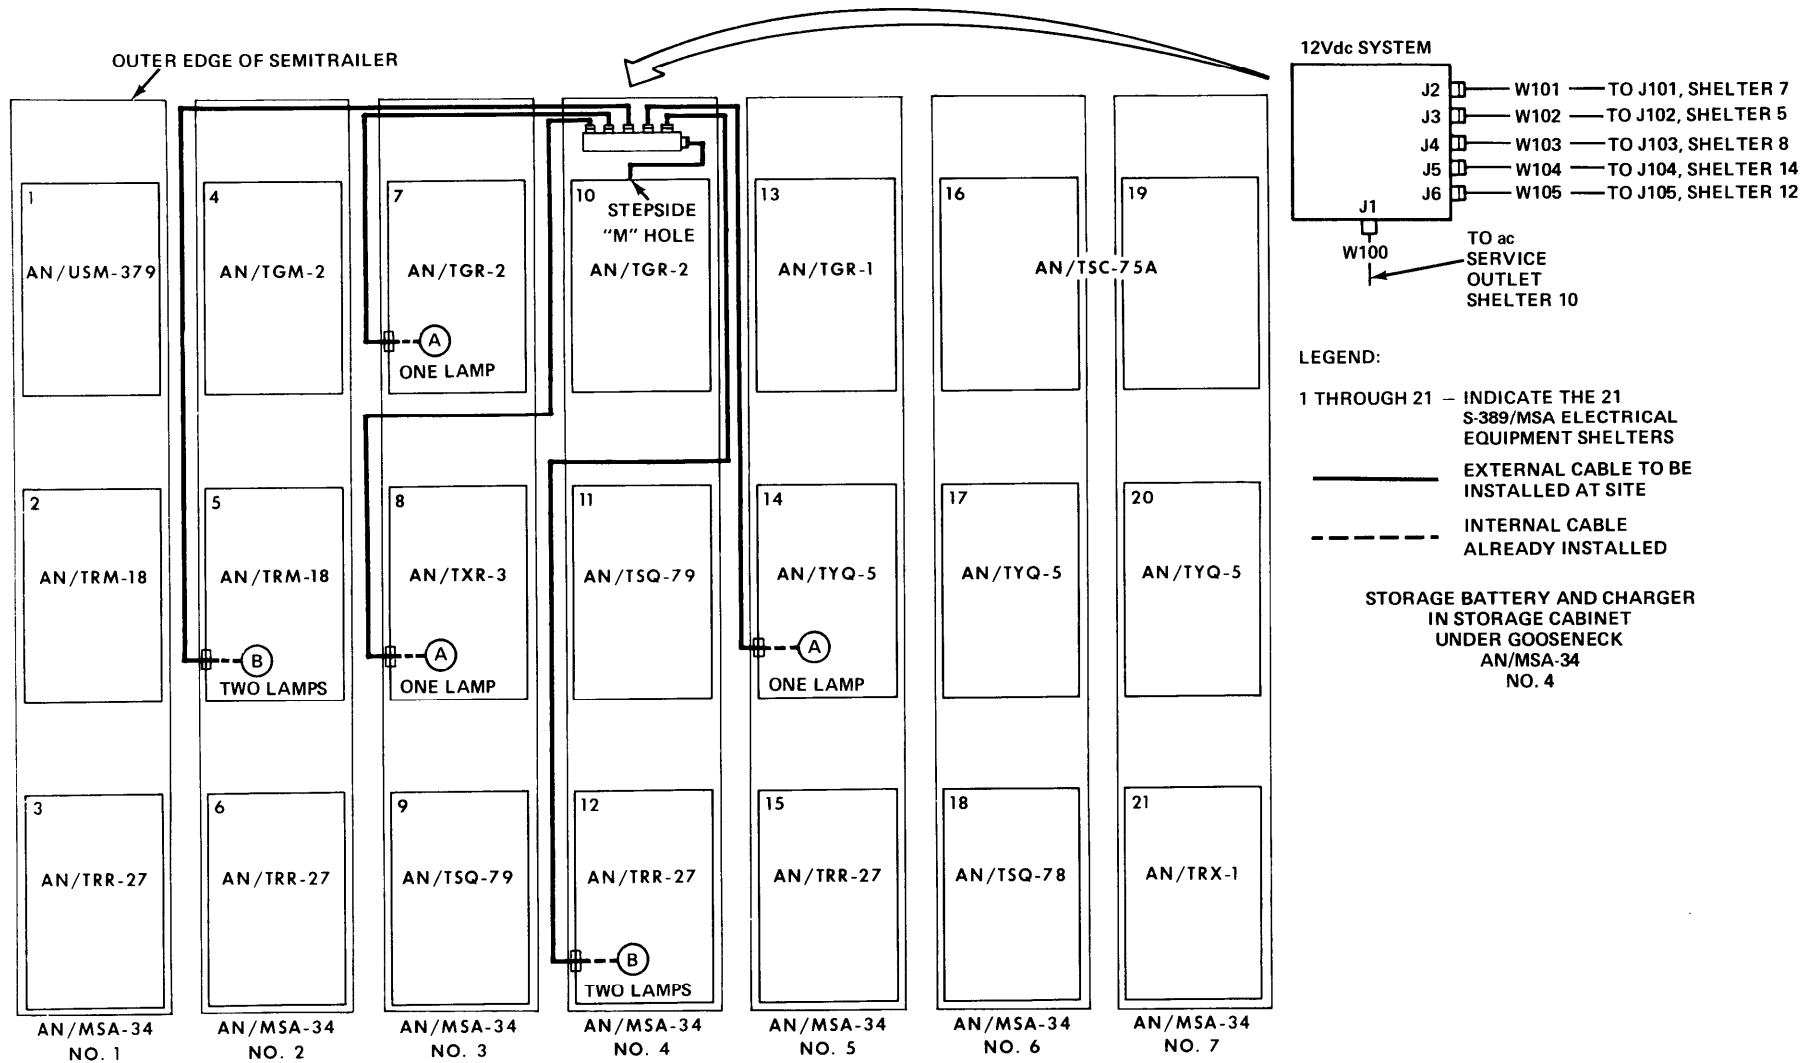 OUTER EDGE OF SEMITRAILER
1
AN/USM-379
2
AN/TRM-18
3
AN/TRR-27
AN/MSA-34
NO. 1
4
AN/TGM-2
5
AN/TRM-18
B
TWO LAMPS
6
AN/TRR-27
AN/MSA-34
NO. 2
7
AN/TGR-2
A
ONE LAMP
8
AN/TXR-3
A
ONE LAMP
9
AN/TSQ-79
AN/MSA-34
NO. 3
10
STEPSIDE
"M" HOLE
AN/TGR-2
11
AN/TSQ-79
12
AN/TRR-27
B
TWO LAMPS
AN/MSA-34
NO. 4
13
AN/TGR-1
14
AN/TYQ-5
A
ONE LAMP
15
AN/TRR-27
AN/MSA-34
NO. 5
16
19
AN/TSC-75A
17
AN/TYQ-5
18
AN/TSQ-78
AN/MSA-34
NO. 6
20
AN/TYQ-5
21
AN/TRX-1
AN/MSA-34
NO. 7
12Vdc SYSTEM
J2 W101 TO J101, SHELTER 7
J3 W102 TO J102, SHELTER 5
J4 W103 TO J103, SHELTER 8
J5 W104 TO J104, SHELTER 14
J6 W105 TO J105, SHELTER 12
J1
W100
TO ac
SERVICE
OUTLET
SHELTER 10
LEGEND:
1 THROUGH 21 — INDICATE THE 21
S-389/MSA ELECTRICAL
EQUIPMENT SHELTERS
EXTERNAL CABLE TO BE
INSTALLED AT SITE
INTERNAL CABLE
ALREADY INSTALLED
STORAGE BATTERY AND CHARGER
IN STORAGE CABINET
UNDER GOOSENECK
AN/MSA-34
NO. 4